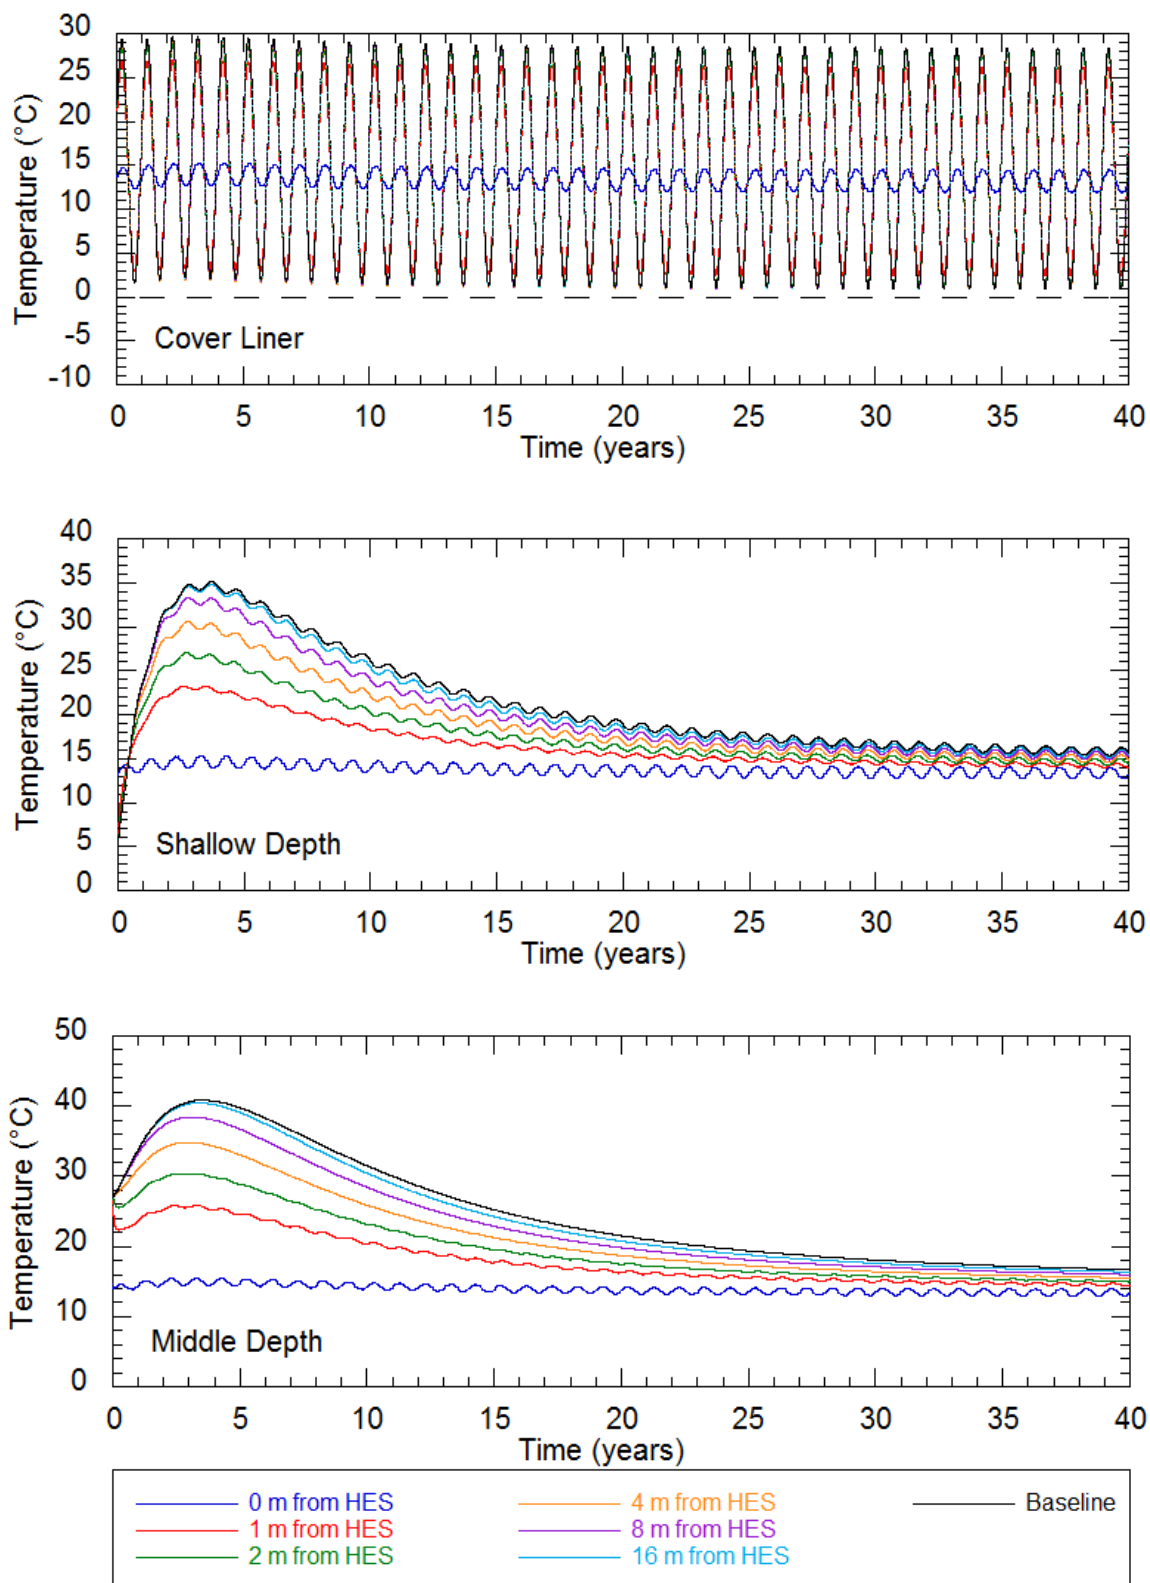 30
25
20
15
10
5
0
-5
-10
Temperature (°C)
Cover Liner
0 5 10 15 20 25 30 35 40
Time (years)
40
35
30
25
20
15
10
5
0
Temperature (°C)
Shallow Depth
0 5 10 15 20 25 30 35 40
Time (years)
50
40
30
20
10
0
Temperature (°C)
Middle Depth
0 5 10 15 20 25 30 35 40
Time (years)
0 m from HES 4 m from HES Baseline
1 m from HES 8 m from HES
2 m from HES 16 m from HES